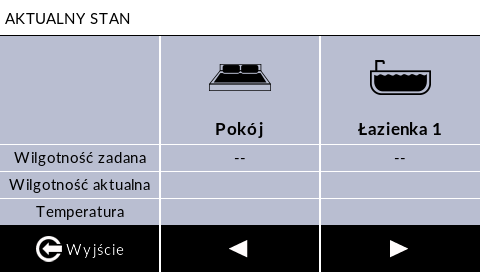 AKTUALNY STAN
Pokój
Łazienka 1
Wilgotność zadana -- --
Wilgotność aktualna
Temperatura
Wyjście